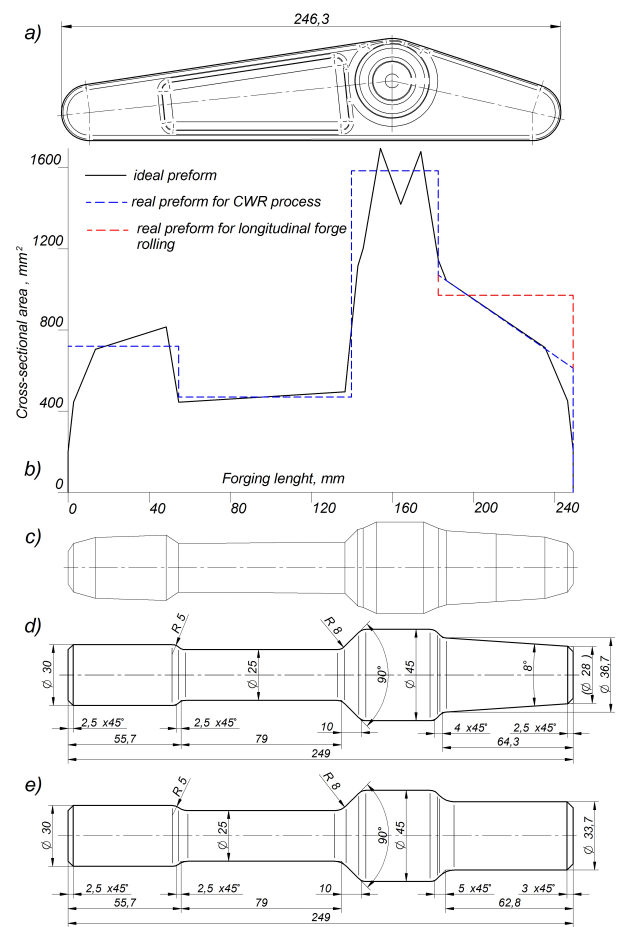 a)
246,3
1600
1200
800
400
0
Cross-sectional area , mm²
ideal preform
real preform for CWR process
real preform for longitudinal forge
rolling
b)
Forging lenght, mm
0 40 80 120 160 200 240
c)
d)
R 5
R 8
Ø 30
Ø 25
90°
Ø 45
8°
(Ø 28 )
Ø 36,7
2,5 x45°
2,5 x45°
10
4 x45°
2,5 x45°
55,7
79
64,3
249
e)
R 5
R 8
Ø 30
Ø 25
90°
Ø 45
Ø 33,7
2,5 x45°
2,5 x45°
10
5 x45°
3 x45°
55,7
79
62,8
249